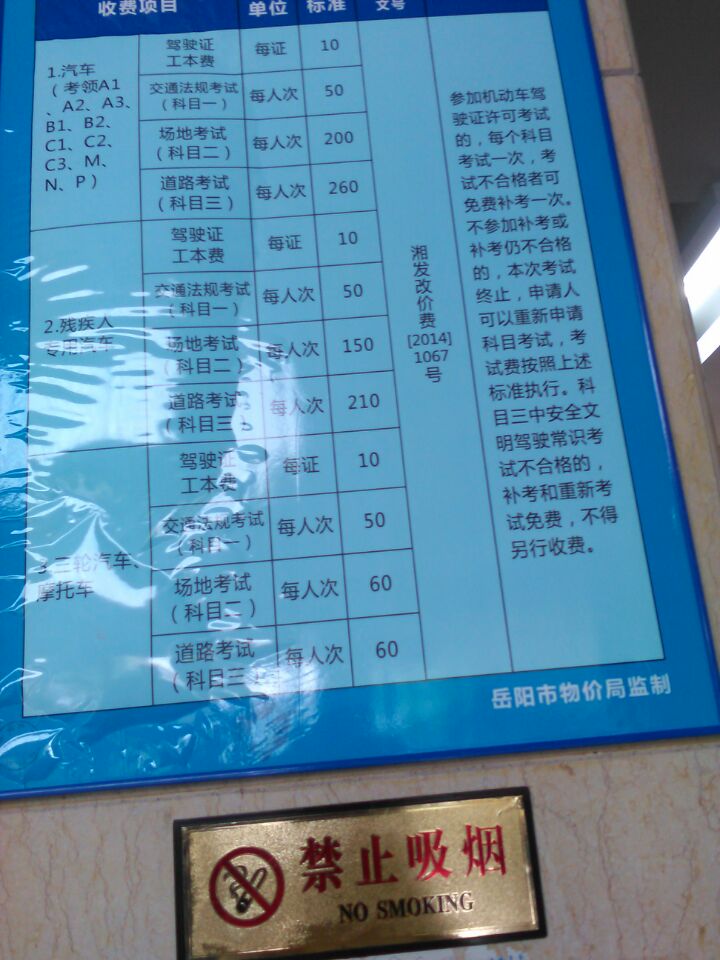 收费项目 单位 标准 文号
1.汽车
（考领A1
、A2、A3、
B1、B2、
C1、C2、
C3、M、
N、P）
驾驶证
工本费
每证
10
交通法规考试
（科目一）
每人次
50
场地考试
（科目二）
每人次
200
道路考试
（科目三）
每人次
260
2.残疾人
专用汽车
驾驶证
工本费
每证
10
交通法规考试
（科目一）
每人次
50
场地考试
（科目二）
每人次
150
道路考试
（科目三）
每人次
210
3.三轮汽车、
摩托车
驾驶证
工本费
每证
10
交通法规考试
（科目一）
每人次
50
场地考试
（科目二）
每人次
60
道路考试
（科目三）
每人次
60
湘发改价费
[2014]
1067
号
参加机动车驾
驶证许可考试
的，每个科目
考试一次，考
试不合格者可
免费补考一次。
不参加补考或
补考仍不合格
的，本次考试
终止，申请人
可以重新申请
科目考试，考
试费按照上述
标准执行。科
目三中安全文
明驾驶常识考
试不合格的，
补考和重新考
试免费，不得
另行收费。
岳阳市物价局监制
禁止吸烟
NO SMOKING